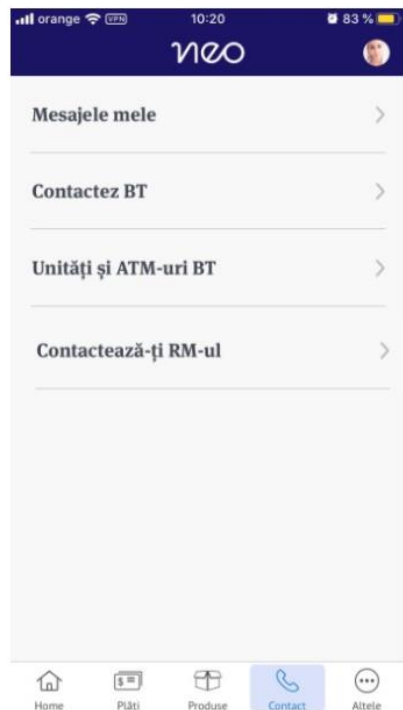 orange VPN 10:20 83 %
neo
Mesajele mele
Contactez BT
Unități și ATM-uri BT
Contactează-ți RM-ul
Home Plăti Produse Contact Altele